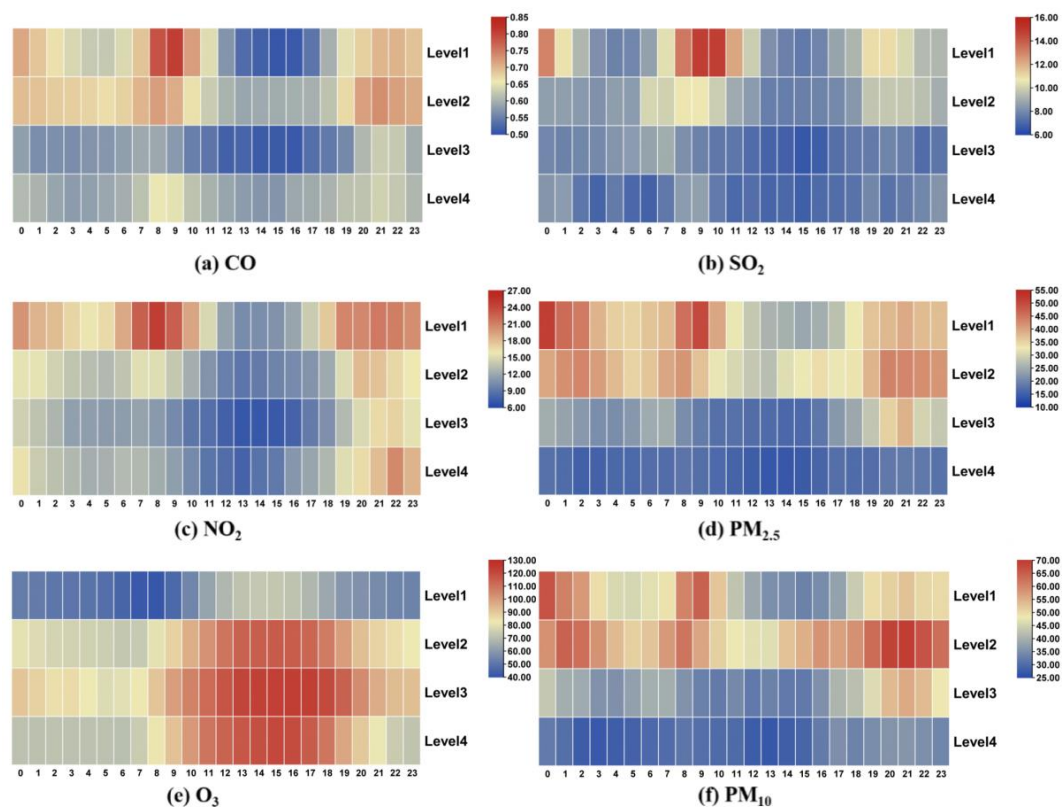 0.85
0.80
0.75
0.70
0.65
0.60
0.55
0.50
Level1
Level2
Level3
Level4
0 1 2 3 4 5 6 7 8 9 10 11 12 13 14 15 16 17 18 19 20 21 22 23
(a) CO
16.00
14.00
12.00
10.00
8.00
6.00
Level1
Level2
Level3
Level4
0 1 2 3 4 5 6 7 8 9 10 11 12 13 14 15 16 17 18 19 20 21 22 23
(b) SO₂
27.00
24.00
21.00
18.00
15.00
12.00
9.00
6.00
Level1
Level2
Level3
Level4
0 1 2 3 4 5 6 7 8 9 10 11 12 13 14 15 16 17 18 19 20 21 22 23
(c) NO₂
55.00
50.00
45.00
40.00
35.00
30.00
25.00
20.00
15.00
10.00
Level1
Level2
Level3
Level4
0 1 2 3 4 5 6 7 8 9 10 11 12 13 14 15 16 17 18 19 20 21 22 23
(d) PM₂.₅
130.00
120.00
110.00
100.00
90.00
80.00
70.00
60.00
50.00
40.00
Level1
Level2
Level3
Level4
0 1 2 3 4 5 6 7 8 9 10 11 12 13 14 15 16 17 18 19 20 21 22 23
(e) O₃
70.00
65.00
60.00
55.00
50.00
45.00
40.00
35.00
30.00
25.00
Level1
Level2
Level3
Level4
0 1 2 3 4 5 6 7 8 9 10 11 12 13 14 15 16 17 18 19 20 21 22 23
(f) PM₁₀